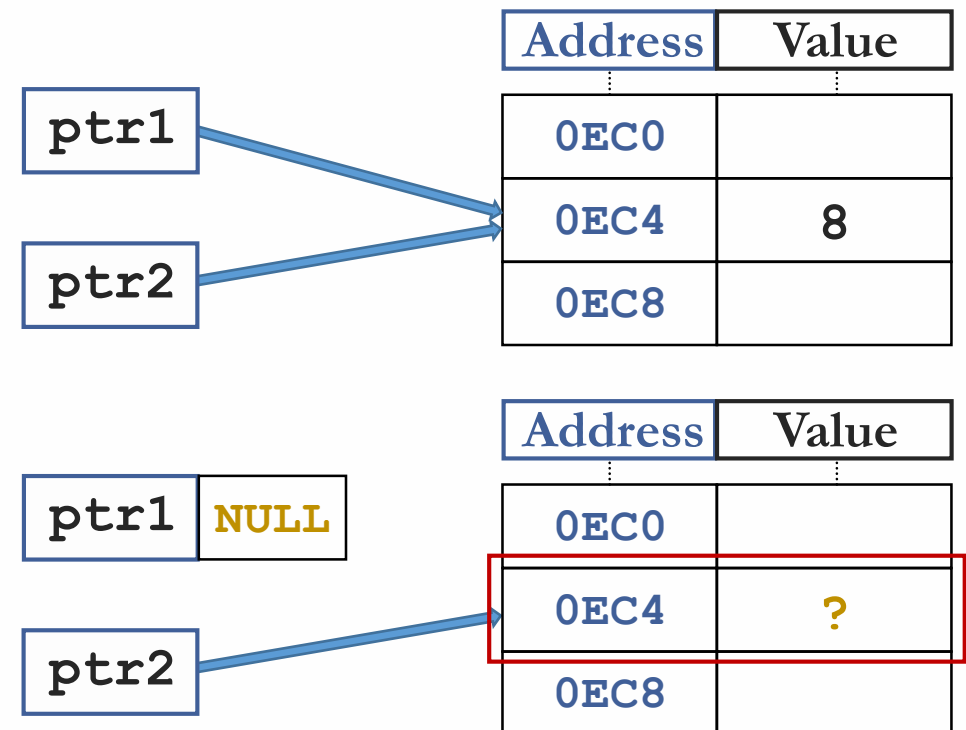 Address Value
ptr1
0EC0
0EC4 8
ptr2
0EC8
Address Value
ptr1 NULL
0EC0
0EC4 ?
ptr2
0EC8